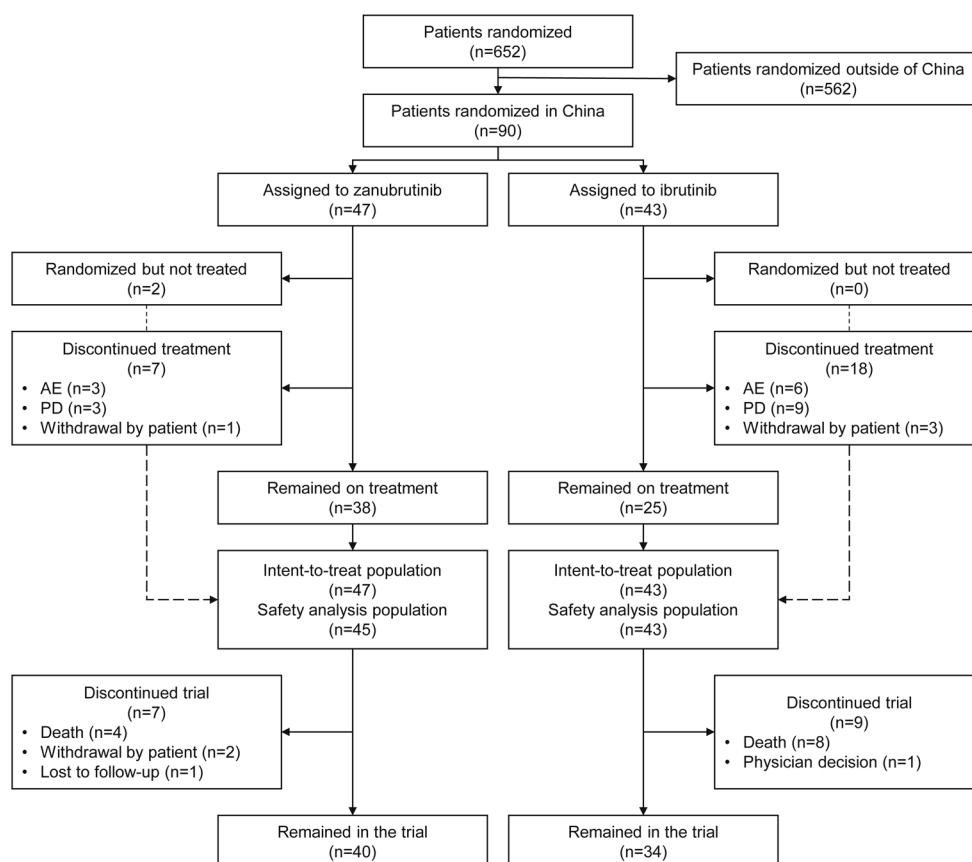 Patients randomized
(n=652)
Patients randomized outside of China
(n=562)
Patients randomized in China
(n=90)
Assigned to zanubrutinib
(n=47)
Assigned to ibrutinib
(n=43)
Randomized but not treated
(n=2)
Randomized but not treated
(n=0)
Discontinued treatment
(n=7)
• AE (n=3)
• PD (n=3)
• Withdrawal by patient (n=1)
Discontinued treatment
(n=18)
• AE (n=6)
• PD (n=9)
• Withdrawal by patient (n=3)
Remained on treatment
(n=38)
Remained on treatment
(n=25)
Intent-to-treat population
(n=47)
Safety analysis population
(n=45)
Intent-to-treat population
(n=43)
Safety analysis population
(n=43)
Discontinued trial
(n=7)
• Death (n=4)
• Withdrawal by patient (n=2)
• Lost to follow-up (n=1)
Discontinued trial
(n=9)
• Death (n=8)
• Physician decision (n=1)
Remained in the trial
(n=40)
Remained in the trial
(n=34)